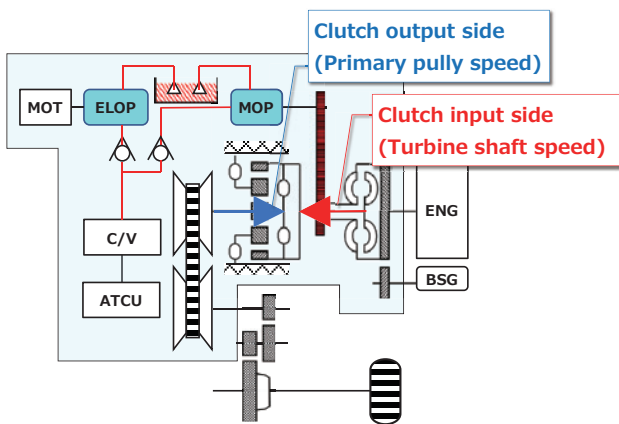 Clutch output side
(Primary pully speed)
MOT
ELOP
MOP
Clutch input side
(Turbine shaft speed)
C/V
ENG
ATCU
BSG